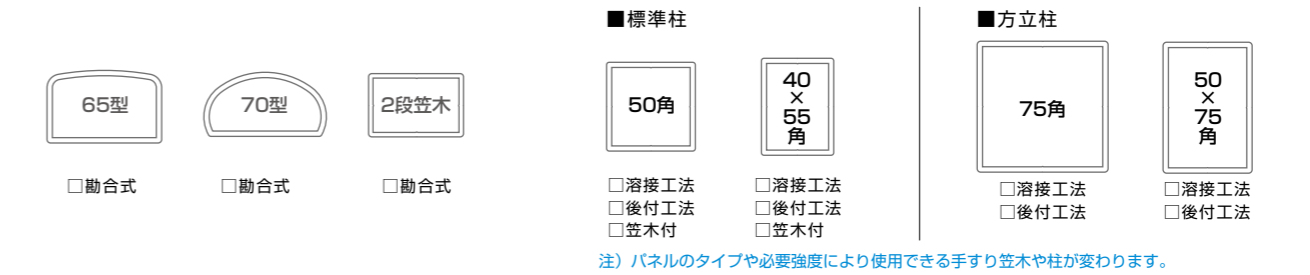 65型
□勘合式
70型
□勘合式
2段笠木
□勘合式
■標準柱
50角
□溶接工法
□後付工法
□笠木付
40
×
55
角
□溶接工法
□後付工法
□笠木付
■方立柱
75角
□溶接工法
□後付工法
50
×
75
角
□溶接工法
□後付工法
注）パネルのタイプや必要強度により使用できる手すり笠木や柱が変わります。